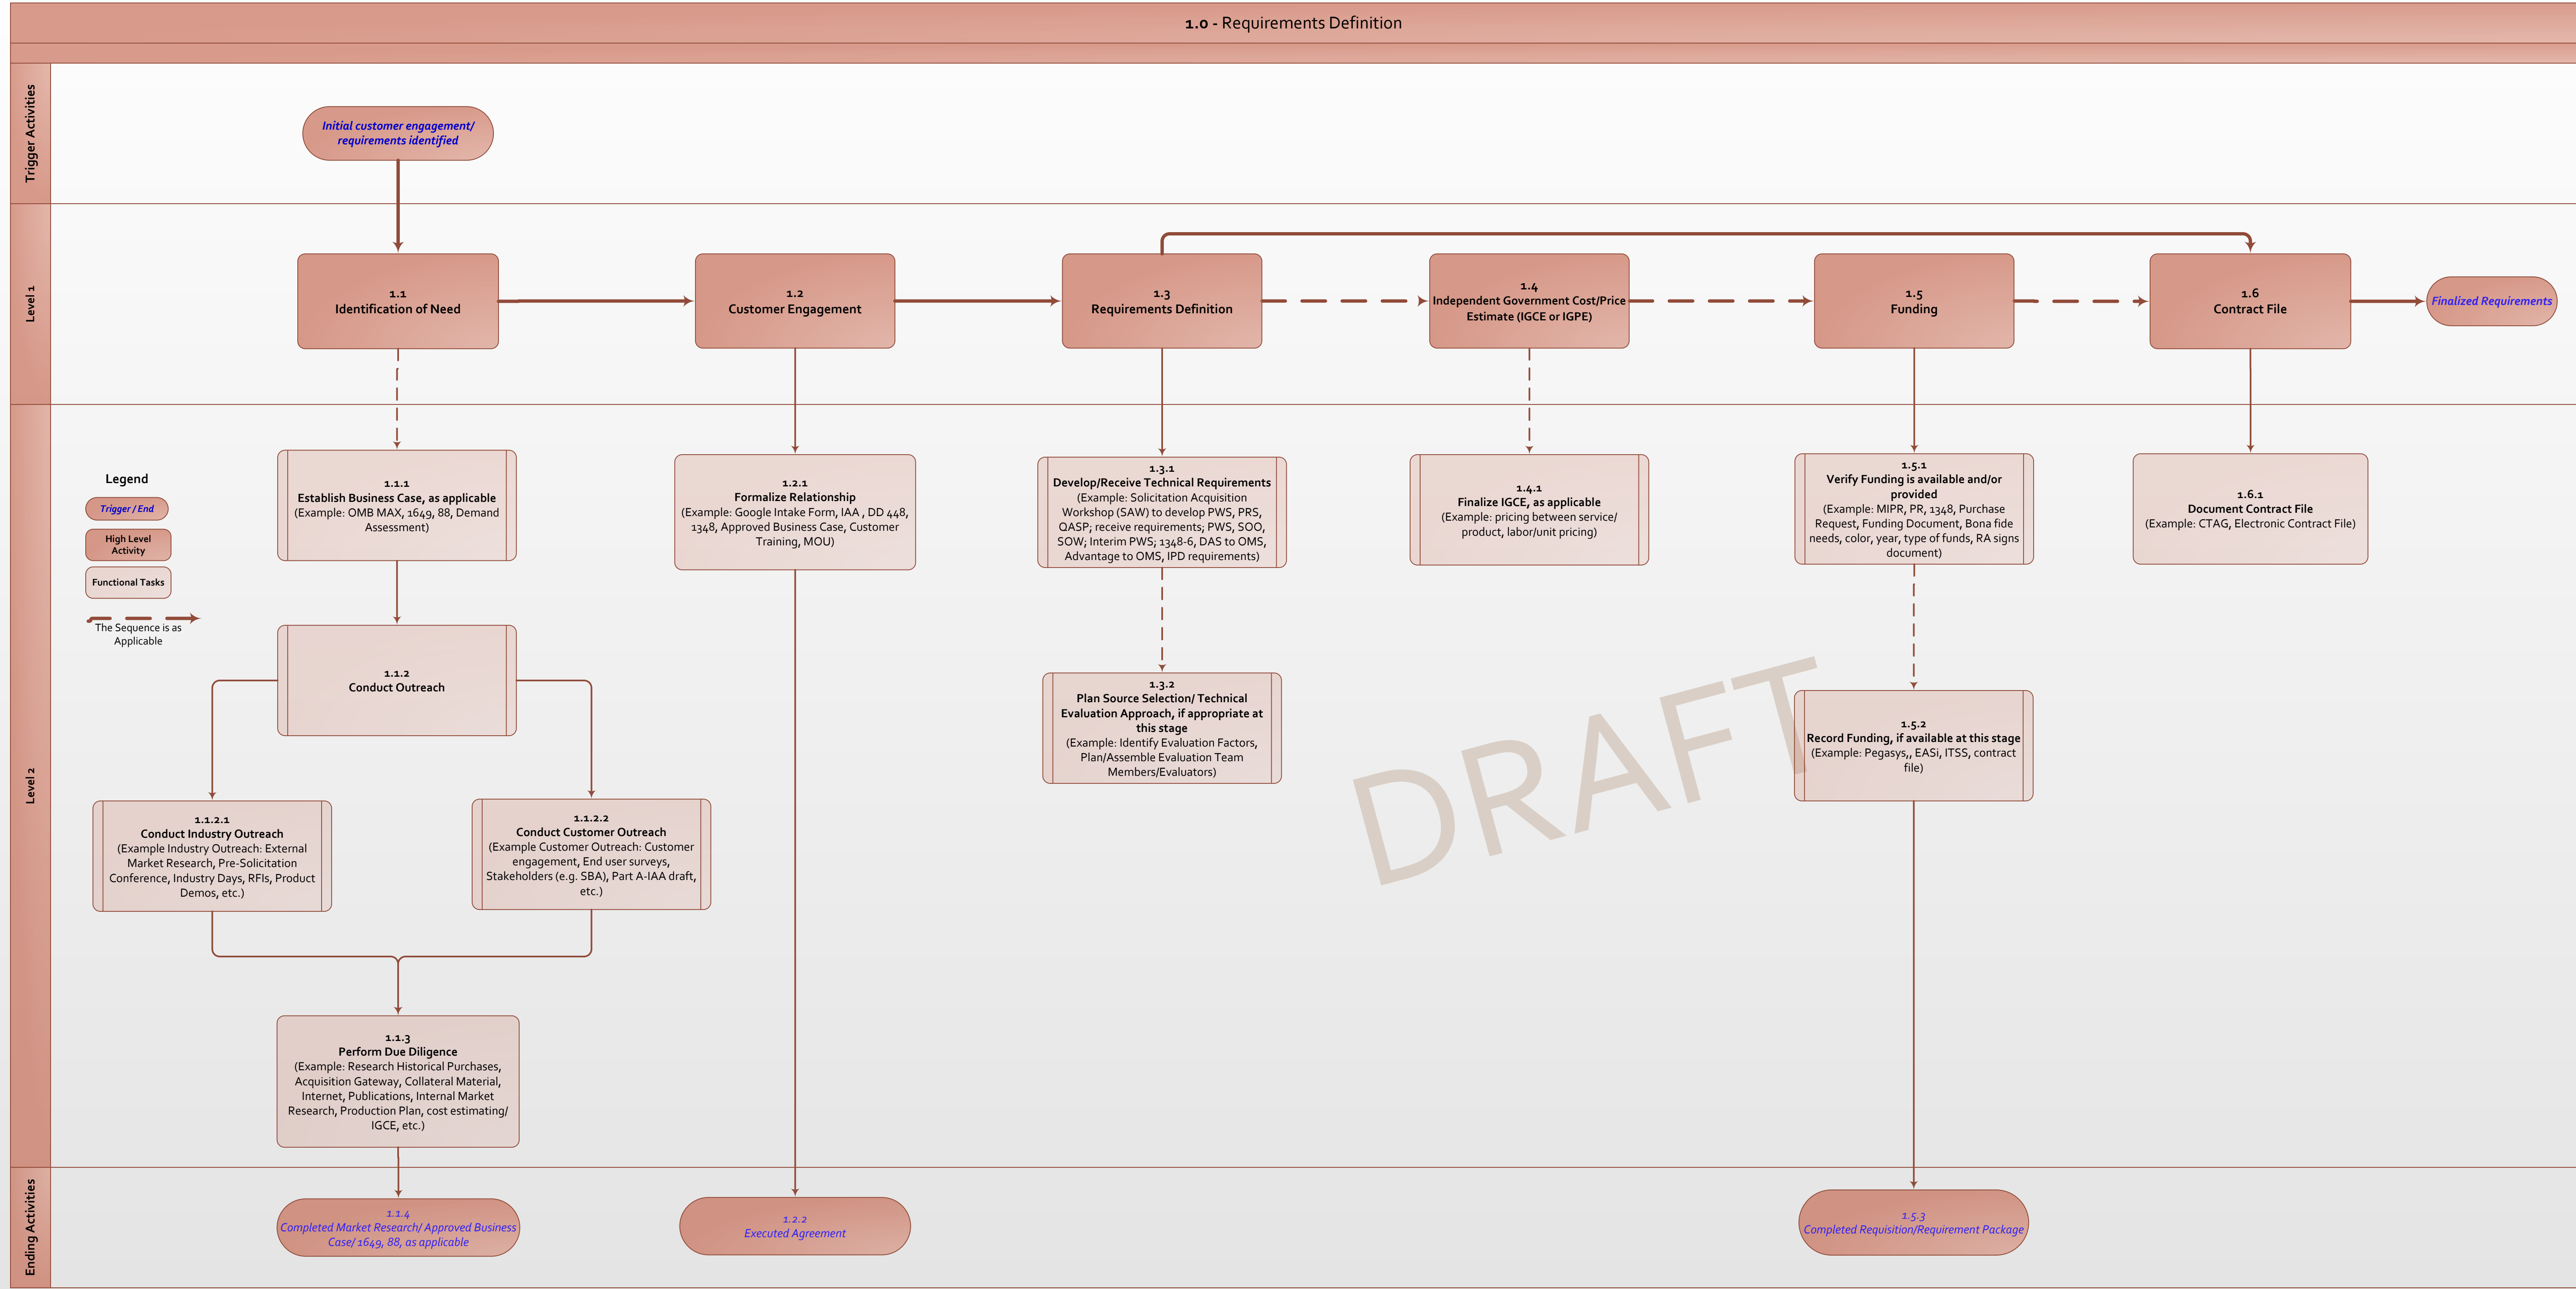 1.0 - Requirements Definition
Trigger Activities
Initial customer engagement/
requirements identified
Level 1
1.1
Identification of Need
1.2
Customer Engagement
1.3
Requirements Definition
1.4
Independent Government Cost/Price
Estimate (IGCE or IGPE)
1.5
Funding
1.6
Contract File
Finalized Requirements
Level 2
Legend
Trigger / End
High Level
Activity
Functional Tasks
The Sequence is as
Applicable
1.1.1
Establish Business Case, as applicable
(Example: OMB MAX, 1649, 88, Demand
Assessment)
1.1.2
Conduct Outreach
1.1.2.1
Conduct Industry Outreach
(Example Industry Outreach: External
Market Research, Pre-Solicitation
Conference, Industry Days, RFIs, Product
Demos, etc.)
1.1.2.2
Conduct Customer Outreach
(Example Customer Outreach: Customer
engagement, End user surveys,
Stakeholders (e.g. SBA), Part A-IAA draft,
etc.)
1.1.3
Perform Due Diligence
(Example: Research Historical Purchases,
Acquisition Gateway, Collateral Material,
Internet, Publications, Internal Market
Research, Production Plan, cost estimating/
IGCE, etc.)
1.2.1
Formalize Relationship
(Example: Google Intake Form, IAA , DD 448,
1348, Approved Business Case, Customer
Training, MOU)
1.3.1
Develop/Receive Technical Requirements
(Example: Solicitation Acquisition
Workshop (SAW) to develop PWS, PRS,
QASP; receive requirements; PWS, SOO,
SOW; Interim PWS; 1348-6, DAS to OMS,
Advantage to OMS, IPD requirements)
1.3.2
Plan Source Selection/ Technical
Evaluation Approach, if appropriate at
this stage
(Example: Identify Evaluation Factors,
Plan/Assemble Evaluation Team
Members/Evaluators)
1.4.1
Finalize IGCE, as applicable
(Example: pricing between service/
product, labor/unit pricing)
1.5.1
Verify Funding is available and/or
provided
(Example: MIPR, PR, 1348, Purchase
Request, Funding Document, Bona fide
needs, color, year, type of funds, RA signs
document)
1.5.2
Record Funding, if available at this stage
(Example: Pegasys,, EASi, ITSS, contract
file)
1.6.1
Document Contract File
(Example: CTAG, Electronic Contract File)
DRAFT
Ending Activities
1.1.4
Completed Market Research/ Approved Business
Case/ 1649, 88, as applicable
1.2.2
Executed Agreement
1.5.3
Completed Requisition/Requirement Package